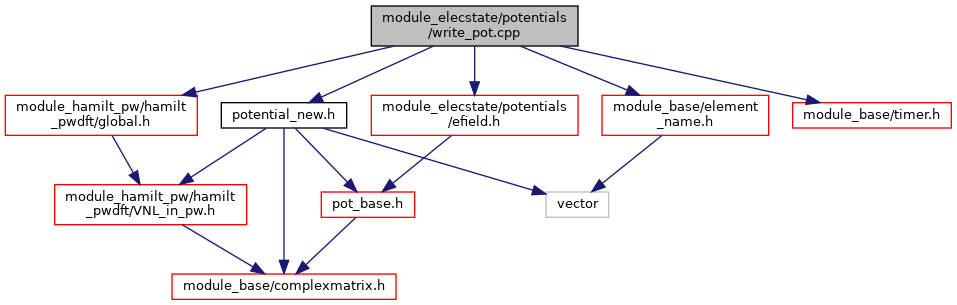 module_elecstate/potentials
/write_pot.cpp
module_hamilt_pw/hamilt
_pwdft/global.h
potential_new.h
module_elecstate/potentials
/efield.h
module_base/element
_name.h
module_base/timer.h
module_hamilt_pw/hamilt
_pwdft/VNL_in_pw.h
pot_base.h
vector
module_base/complexmatrix.h